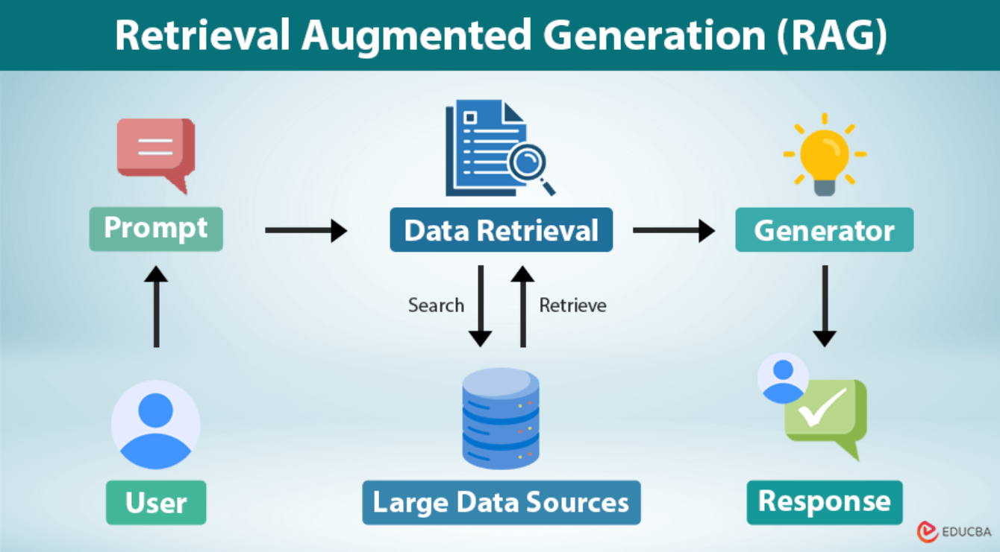 Retrieval Augmented Generation (RAG)
Prompt
Data Retrieval
Generator
Search
Retrieve
User
Large Data Sources
Response
EDUCBA